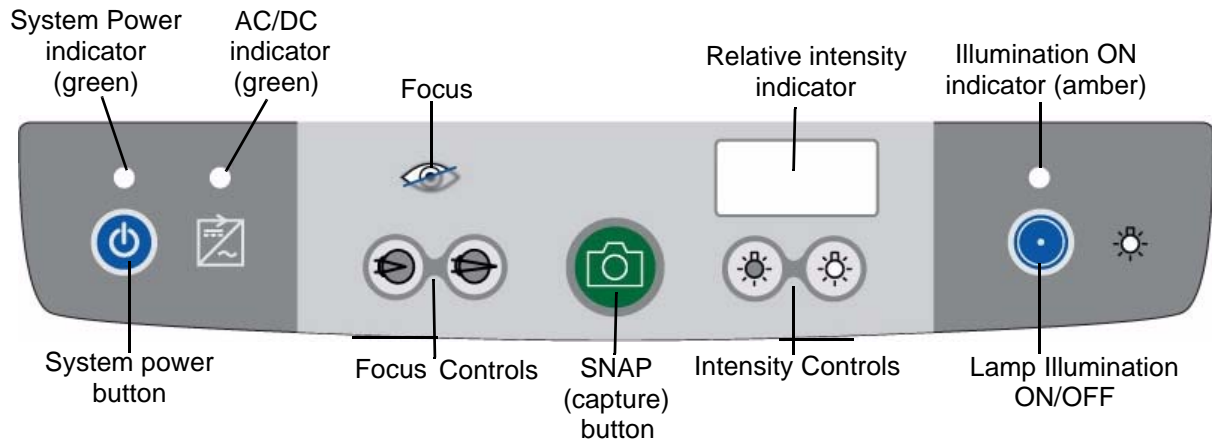 System Power
indicator
(green)
AC/DC
indicator
(green)
Focus
Relative intensity
indicator
Illumination ON
indicator (amber)
System power
button
Focus Controls
SNAP
(capture)
button
Intensity Controls
Lamp Illumination
ON/OFF